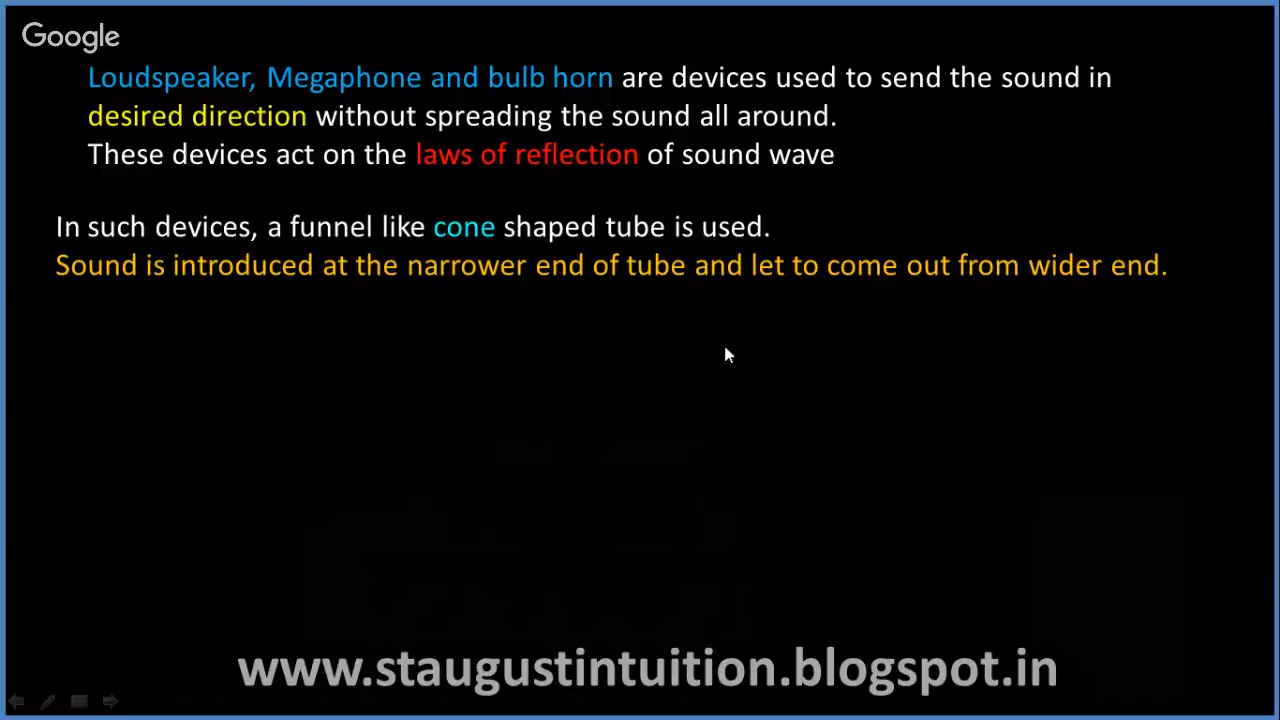 Google
Loudspeaker, Megaphone and bulb horn are devices used to send the sound in
desired direction without spreading the sound all around.
These devices act on the laws of reflection of sound wave
In such devices, a funnel like cone shaped tube is used.
Sound is introduced at the narrower end of tube and let to come out from wider end.
www.staugustintuition.blogspot.in